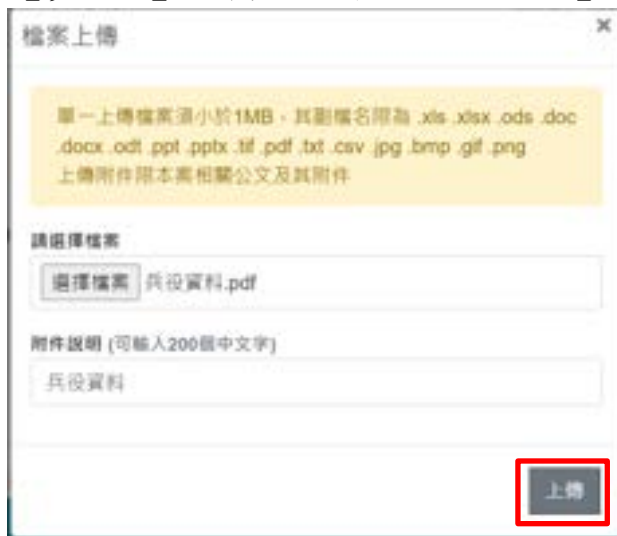 檔案上傳
×
單一上傳檔案須小於1MB，其副檔名限為 .xls .xlsx .ods .doc
.docx .odt .ppt .pptx .tif .pdf .txt .csv .jpg .bmp .gif .png
上傳附件限本案相關公文及其附件
請選擇檔案
選擇檔案 兵役資料.pdf
附件說明 (可輸入200個中文字)
兵役資料
上傳